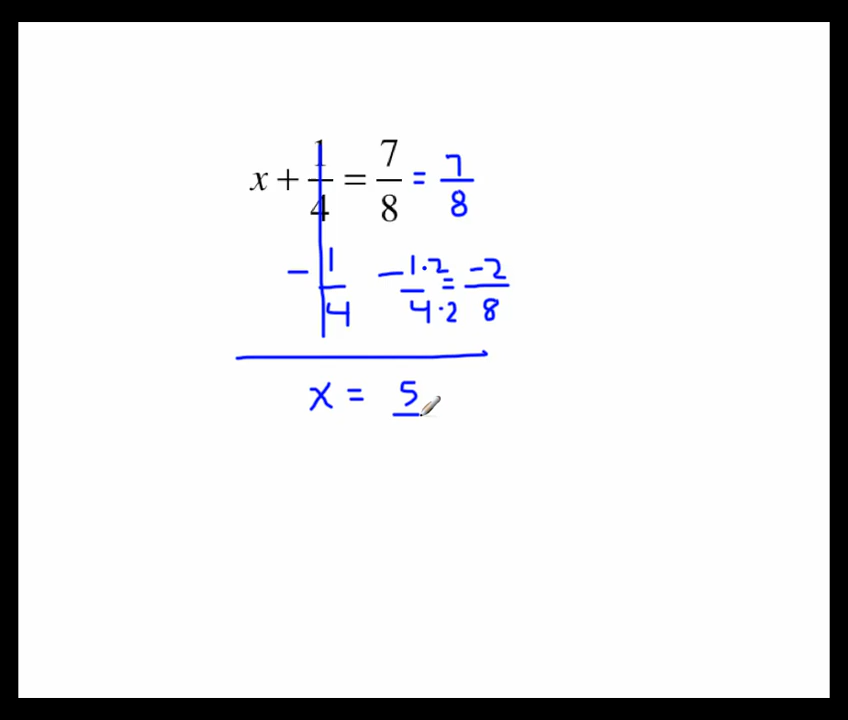 x + 1/4 = 7/8 = 7/8
- 1/4 - 1·2/4·2 = -2/8
x = 5